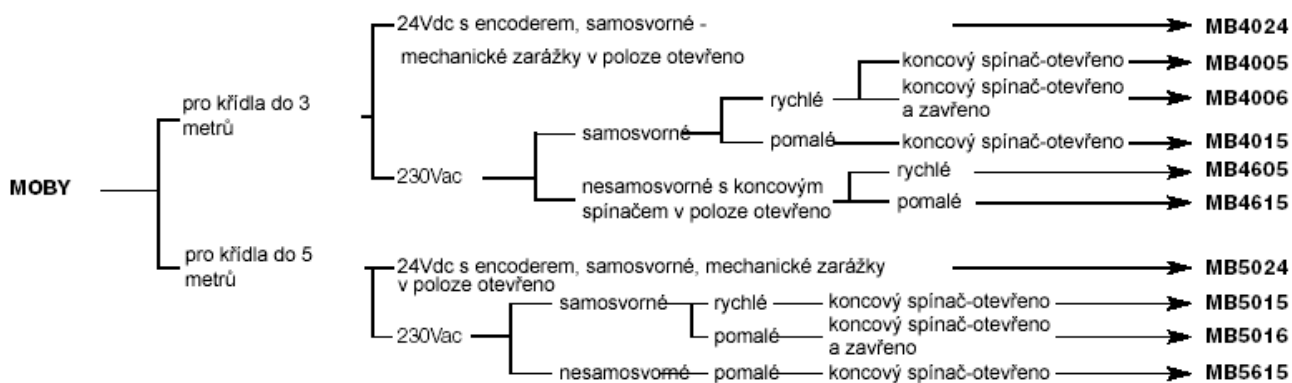 24Vdc s encoderem, samosvorné - MB4024
mechanické zarážky v poloze otevřeno
koncový spínač-otevřeno MB4005
pro křídla do 3
metrů
rychlé
koncový spínač-otevřeno
a zavřeno
MB4006
samosvorné
pomalé koncový spínač-otevřeno MB4015
MOBY
230Vac
nesamosvorné s koncovým
spínačem v poloze otevřeno
rychlé MB4605
pomalé MB4615
pro křídla do 5
metrů
24Vdc s encoderem, samosvorné, mechanické zarážky
v poloze otevřeno
MB5024
samosvorné rychlé koncový spínač-otevřeno MB5015
230Vac
pomalé koncový spínač-otevřeno
a zavřeno
MB5016
nesamosvorné pomalé koncový spínač-otevřeno MB5615